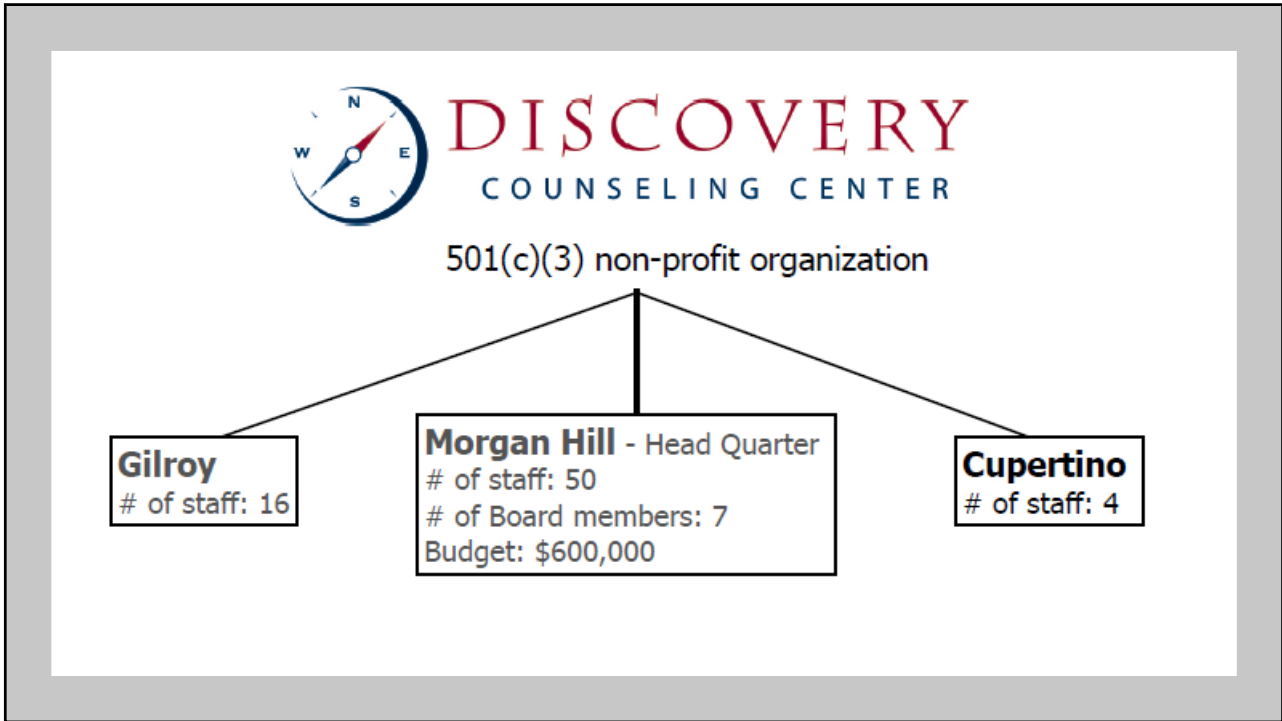 N
W E
S
DISCOVERY
COUNSELING CENTER
501(c)(3) non-profit organization
Gilroy
# of staff: 16
Morgan Hill - Head Quarter
# of staff: 50
# of Board members: 7
Budget: $600,000
Cupertino
# of staff: 4